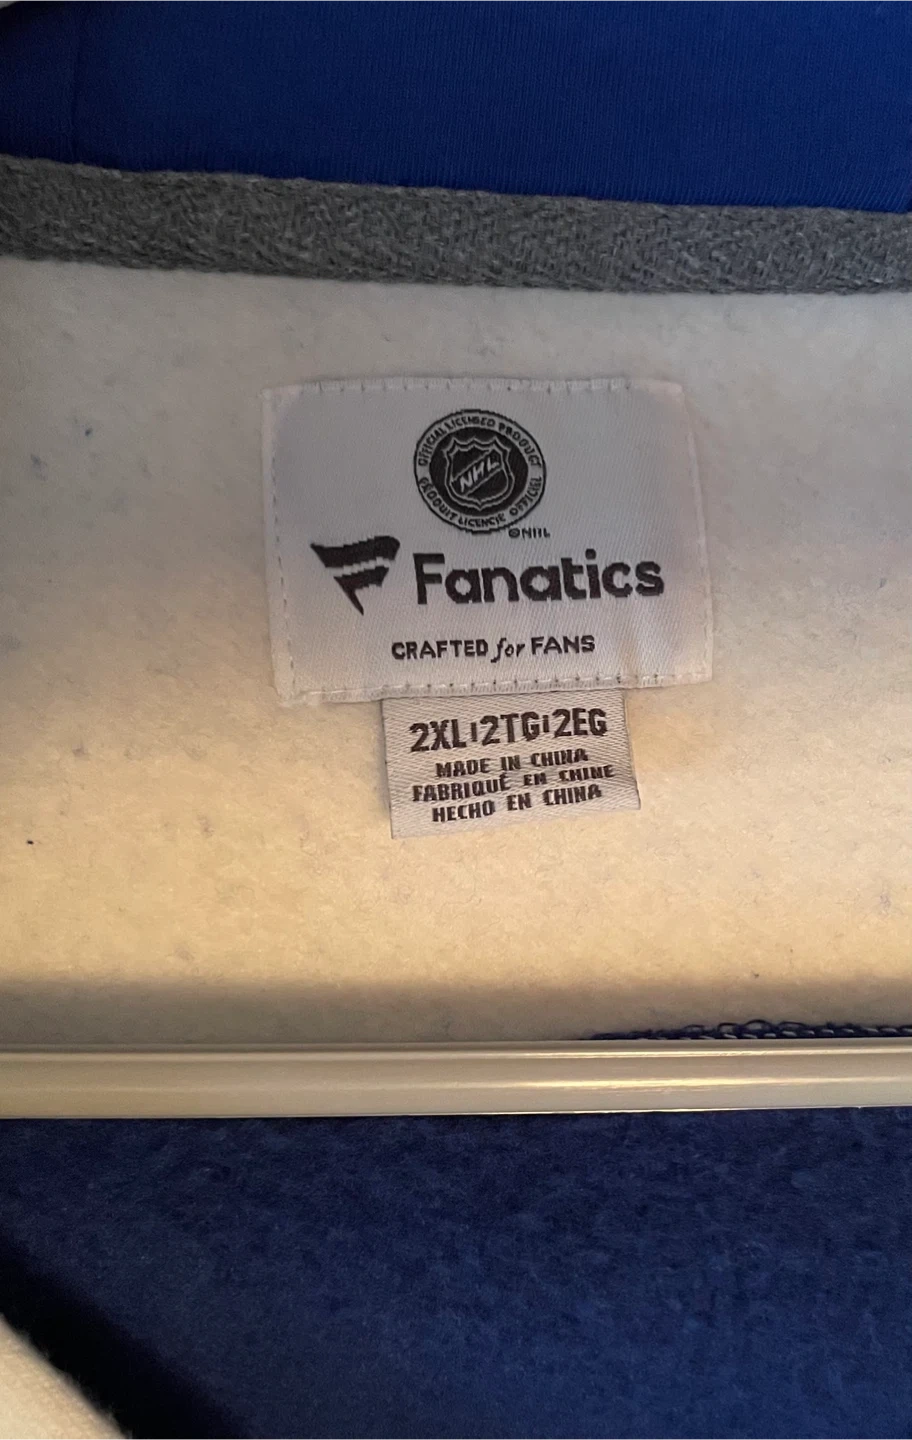 OFFICIAL LICENSED PRODUCT
NHL
PRODUIT LICENCIÉ OFFICIEL
©NHL
Fanatics
CRAFTED for FANS
2XL|2TG|2EG
MADE IN CHINA
FABRIQUÉ EN CHINE
HECHO EN CHINA